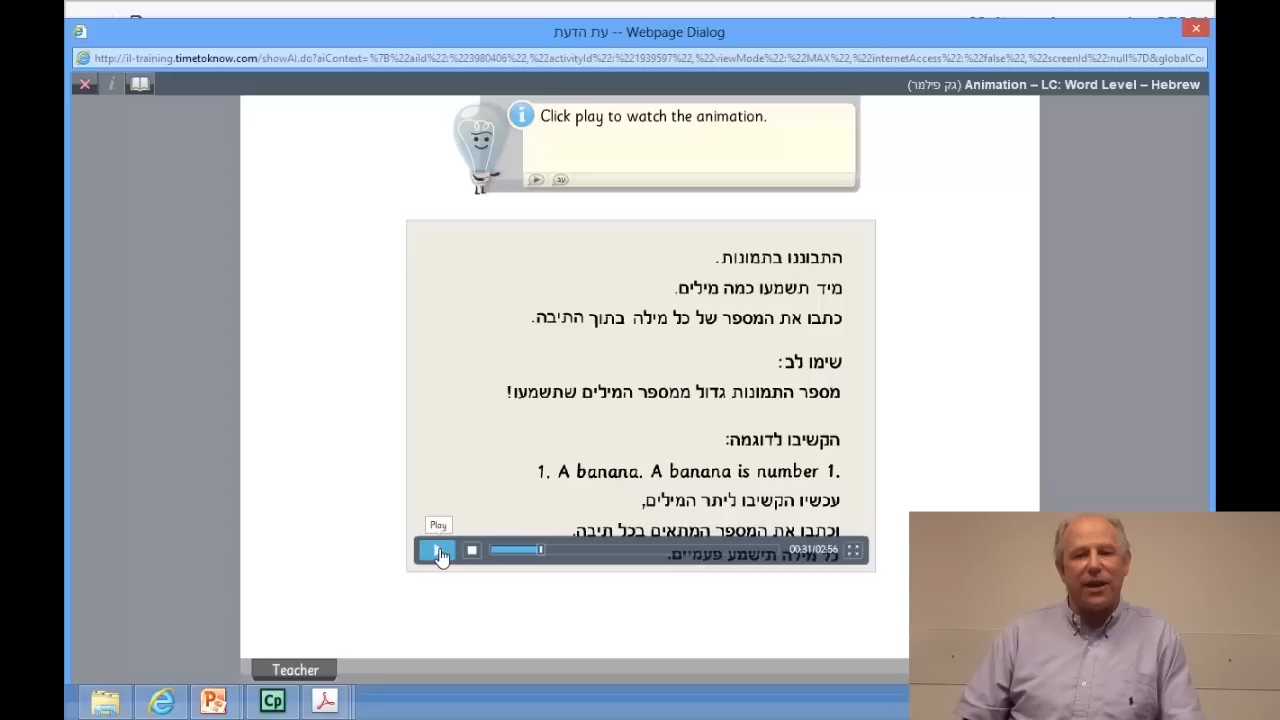 עת הדעת -- Webpage Dialog
http://il-training.timetoknow.com/showAI.do?aiContext=%7B%22aiId%22:%223980406%22,%22activityId%22:%221939597%22,%22viewMode%22:%22MAX%22,%22internetAccess%22:%22false%22,%22screenId%22:null%7D&globalCo
(גק פילמר) Animation – LC: Word Level – Hebrew
Click play to watch the animation.
עב
התבוננו בתמונות.
מיד תשמעו כמה מילים.
כתבו את המספר של כל מילה בתוך התיבה.
שימו לב:
מספר התמונות גדול ממספר המילים שתשמעו!
הקשיבו לדוגמה:
1. A banana. A banana is number 1.
עכשיו הקשיבו ליתר המילים,
וכתבו את המספר המתאים בכל תיבה.
Play
כל מילה תישמע פעמיים.
00:31/02:56
Teacher
Cp